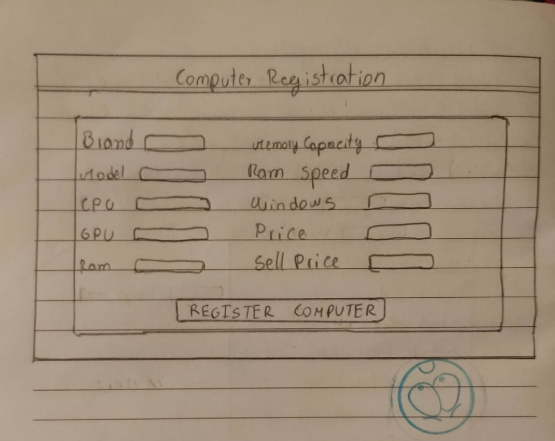 Computer Registration
Brand Memory Capacity
Model Ram Speed
CPU Windows
GPU Price
Ram Sell Price
REGISTER COMPUTER